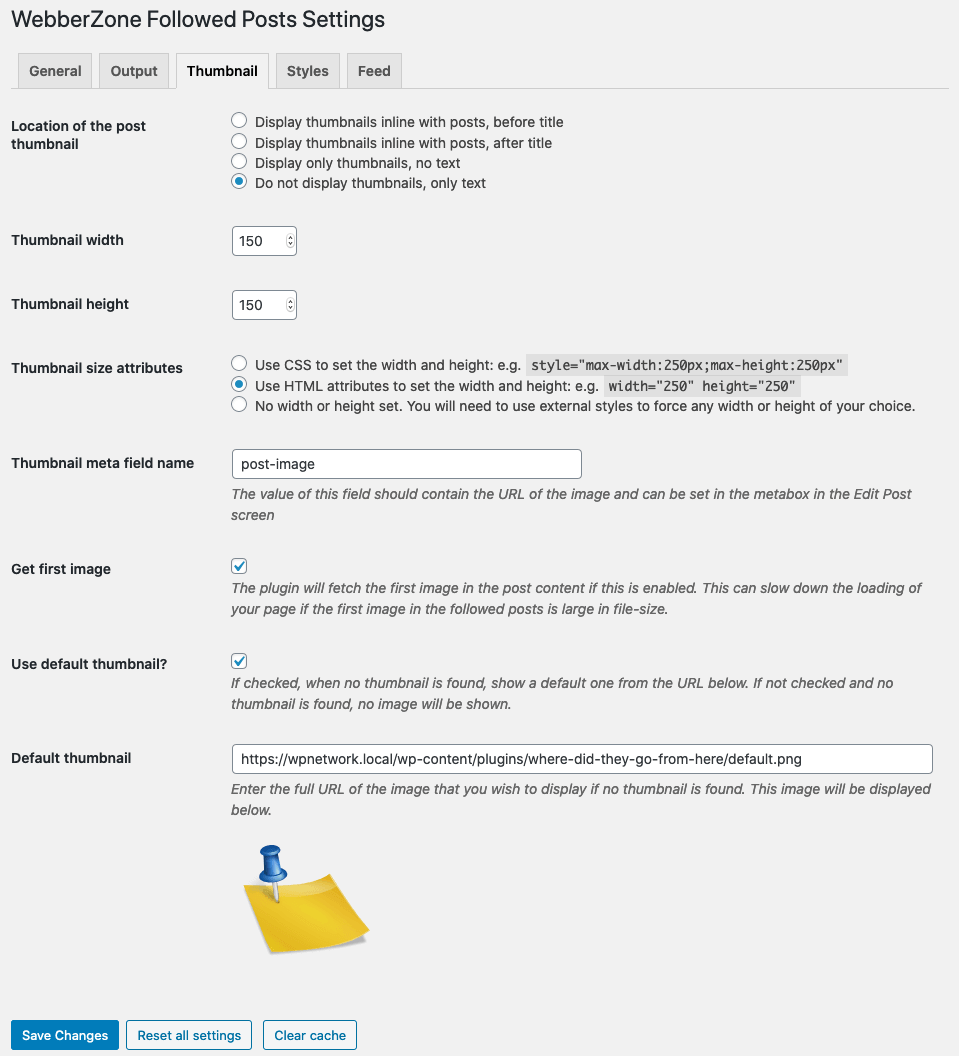 WebberZone Followed Posts Settings
General Output Thumbnail Styles Feed
Location of the post
thumbnail
Display thumbnails inline with posts, before title
Display thumbnails inline with posts, after title
Display only thumbnails, no text
Do not display thumbnails, only text
Thumbnail width
150
Thumbnail height
150
Thumbnail size attributes
Use CSS to set the width and height: e.g. style="max-width:250px;max-height:250px"
Use HTML attributes to set the width and height: e.g. width="250" height="250"
No width or height set. You will need to use external styles to force any width or height of your choice.
Thumbnail meta field name
post-image
The value of this field should contain the URL of the image and can be set in the metabox in the Edit Post
screen
Get first image
The plugin will fetch the first image in the post content if this is enabled. This can slow down the loading of
your page if the first image in the followed posts is large in file-size.
Use default thumbnail?
If checked, when no thumbnail is found, show a default one from the URL below. If not checked and no
thumbnail is found, no image will be shown.
Default thumbnail
https://wpnetwork.local/wp-content/plugins/where-did-they-go-from-here/default.png
Enter the full URL of the image that you wish to display if no thumbnail is found. This image will be displayed
below.
Save Changes Reset all settings Clear cache